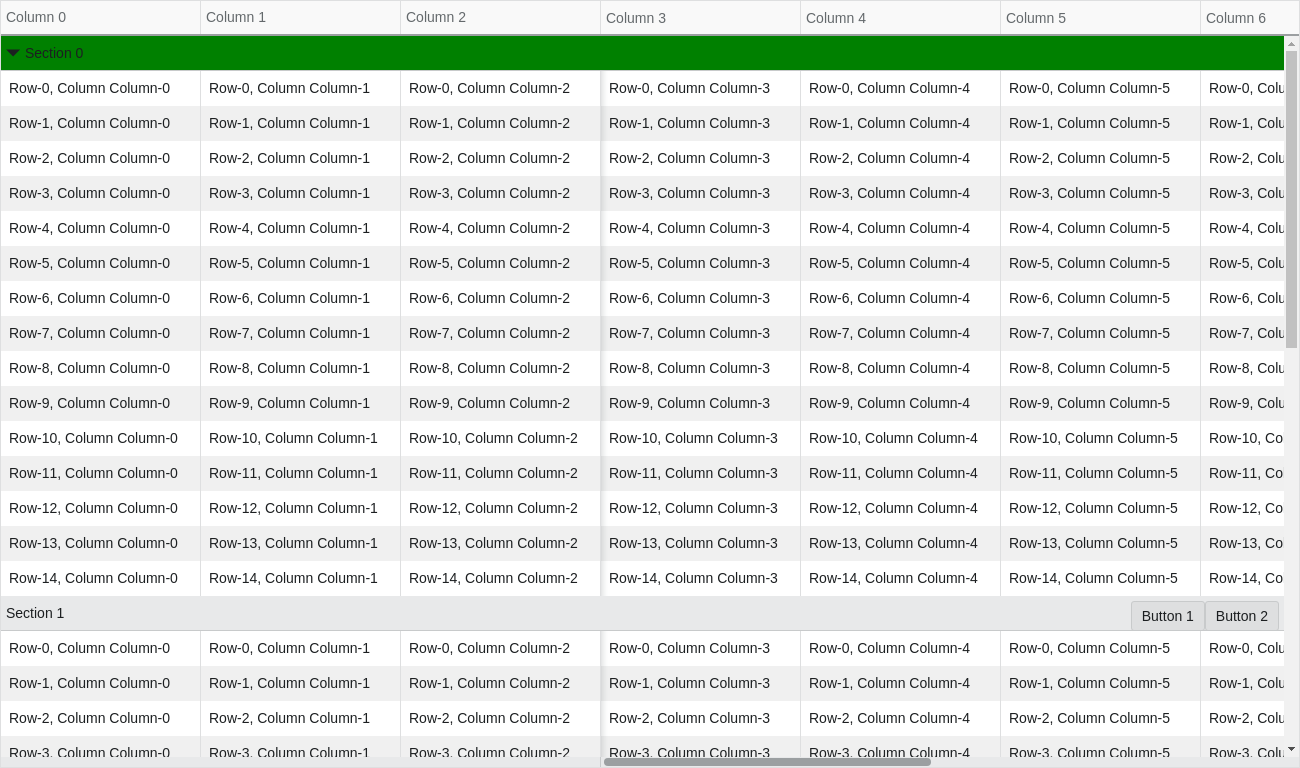 Column 0 Column 1 Column 2 Column 3 Column 4 Column 5 Column 6
Section 0
Row-0, Column Column-0 Row-0, Column Column-1 Row-0, Column Column-2 Row-0, Column Column-3 Row-0, Column Column-4 Row-0, Column Column-5 Row-0, Colu
Row-1, Column Column-0 Row-1, Column Column-1 Row-1, Column Column-2 Row-1, Column Column-3 Row-1, Column Column-4 Row-1, Column Column-5 Row-1, Colu
Row-2, Column Column-0 Row-2, Column Column-1 Row-2, Column Column-2 Row-2, Column Column-3 Row-2, Column Column-4 Row-2, Column Column-5 Row-2, Colu
Row-3, Column Column-0 Row-3, Column Column-1 Row-3, Column Column-2 Row-3, Column Column-3 Row-3, Column Column-4 Row-3, Column Column-5 Row-3, Colu
Row-4, Column Column-0 Row-4, Column Column-1 Row-4, Column Column-2 Row-4, Column Column-3 Row-4, Column Column-4 Row-4, Column Column-5 Row-4, Colu
Row-5, Column Column-0 Row-5, Column Column-1 Row-5, Column Column-2 Row-5, Column Column-3 Row-5, Column Column-4 Row-5, Column Column-5 Row-5, Colu
Row-6, Column Column-0 Row-6, Column Column-1 Row-6, Column Column-2 Row-6, Column Column-3 Row-6, Column Column-4 Row-6, Column Column-5 Row-6, Colu
Row-7, Column Column-0 Row-7, Column Column-1 Row-7, Column Column-2 Row-7, Column Column-3 Row-7, Column Column-4 Row-7, Column Column-5 Row-7, Colu
Row-8, Column Column-0 Row-8, Column Column-1 Row-8, Column Column-2 Row-8, Column Column-3 Row-8, Column Column-4 Row-8, Column Column-5 Row-8, Colu
Row-9, Column Column-0 Row-9, Column Column-1 Row-9, Column Column-2 Row-9, Column Column-3 Row-9, Column Column-4 Row-9, Column Column-5 Row-9, Colu
Row-10, Column Column-0 Row-10, Column Column-1 Row-10, Column Column-2 Row-10, Column Column-3 Row-10, Column Column-4 Row-10, Column Column-5 Row-10, Co
Row-11, Column Column-0 Row-11, Column Column-1 Row-11, Column Column-2 Row-11, Column Column-3 Row-11, Column Column-4 Row-11, Column Column-5 Row-11, Co
Row-12, Column Column-0 Row-12, Column Column-1 Row-12, Column Column-2 Row-12, Column Column-3 Row-12, Column Column-4 Row-12, Column Column-5 Row-12, Co
Row-13, Column Column-0 Row-13, Column Column-1 Row-13, Column Column-2 Row-13, Column Column-3 Row-13, Column Column-4 Row-13, Column Column-5 Row-13, Co
Row-14, Column Column-0 Row-14, Column Column-1 Row-14, Column Column-2 Row-14, Column Column-3 Row-14, Column Column-4 Row-14, Column Column-5 Row-14, Co
Section 1 Button 1 Button 2
Row-0, Column Column-0 Row-0, Column Column-1 Row-0, Column Column-2 Row-0, Column Column-3 Row-0, Column Column-4 Row-0, Column Column-5 Row-0, Colu
Row-1, Column Column-0 Row-1, Column Column-1 Row-1, Column Column-2 Row-1, Column Column-3 Row-1, Column Column-4 Row-1, Column Column-5 Row-1, Colu
Row-2, Column Column-0 Row-2, Column Column-1 Row-2, Column Column-2 Row-2, Column Column-3 Row-2, Column Column-4 Row-2, Column Column-5 Row-2, Colu
Row-3, Column Column-0 Row-3, Column Column-1 Row-3, Column Column-2 Row-3, Column Column-3 Row-3, Column Column-4 Row-3, Column Column-5 Row-3, Colu